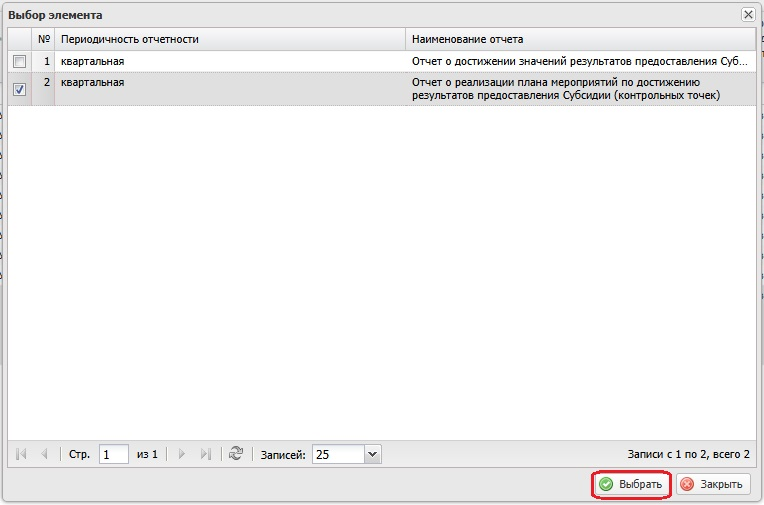 Выбор элемента
№ Периодичность отчетности Наименование отчета
1 квартальная Отчет о достижении значений результатов предоставления Суб...
2 квартальная Отчет о реализации плана мероприятий по достижению
результатов предоставления Субсидии (контрольных точек)
Стр. 1 из 1 Записей: 25 Записи с 1 по 2, всего 2
Выбрать Закрыть